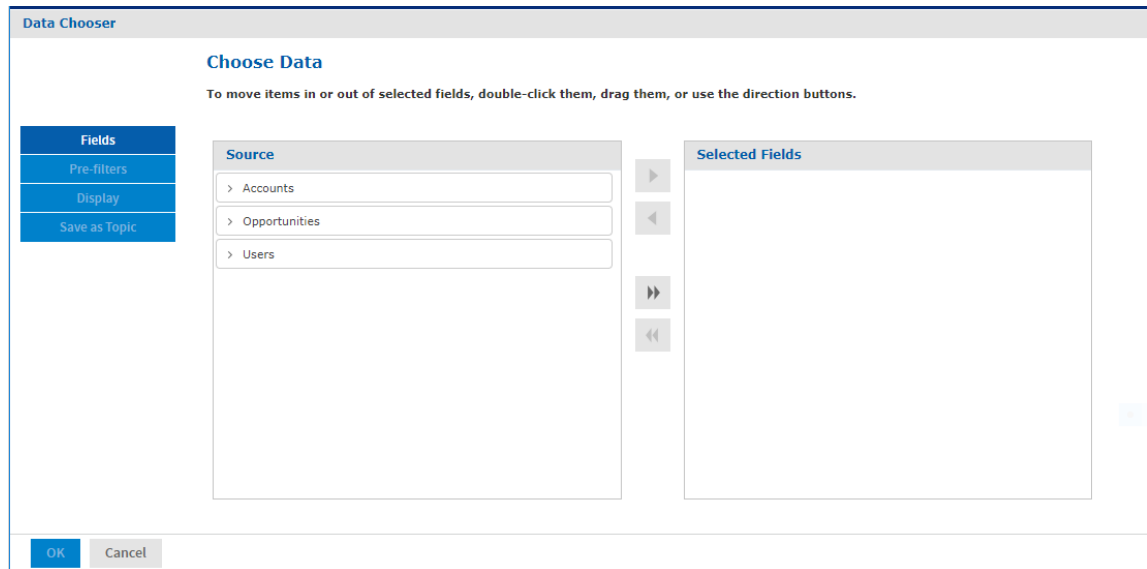 Data Chooser
Choose Data
To move items in or out of selected fields, double-click them, drag them, or use the direction buttons.
Fields
Pre-filters
Display
Save as Topic
Source
Accounts
Opportunities
Users
Selected Fields
OK
Cancel